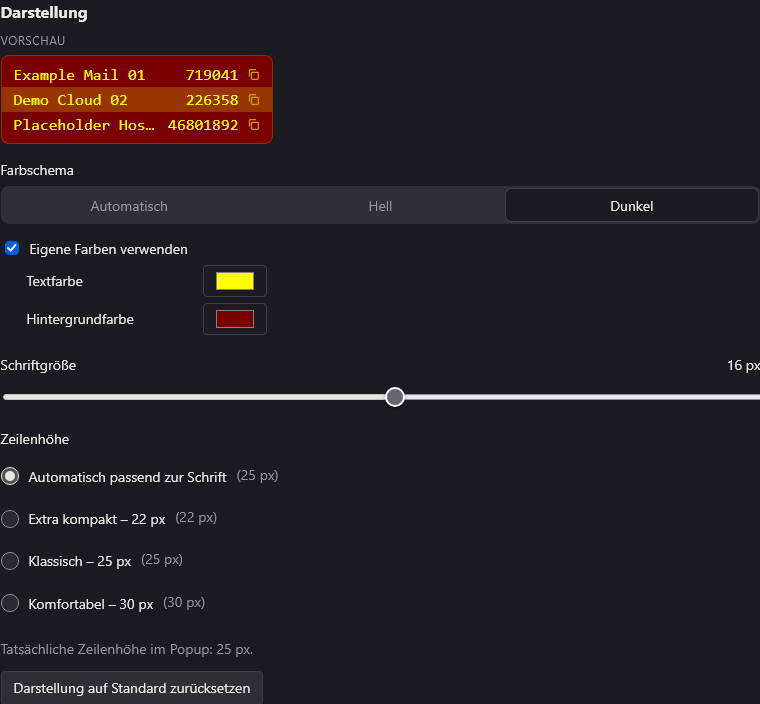 Darstellung
VORSCHAU
Example Mail 01 719041
Demo Cloud 02 226358
Placeholder Hos… 46801892
Farbschema
Automatisch Hell Dunkel
Eigene Farben verwenden
Textfarbe
Hintergrundfarbe
Schriftgröße 16 px
Zeilenhöhe
Automatisch passend zur Schrift (25 px)
Extra kompakt – 22 px (22 px)
Klassisch – 25 px (25 px)
Komfortabel – 30 px (30 px)
Tatsächliche Zeilenhöhe im Popup: 25 px.
Darstellung auf Standard zurücksetzen